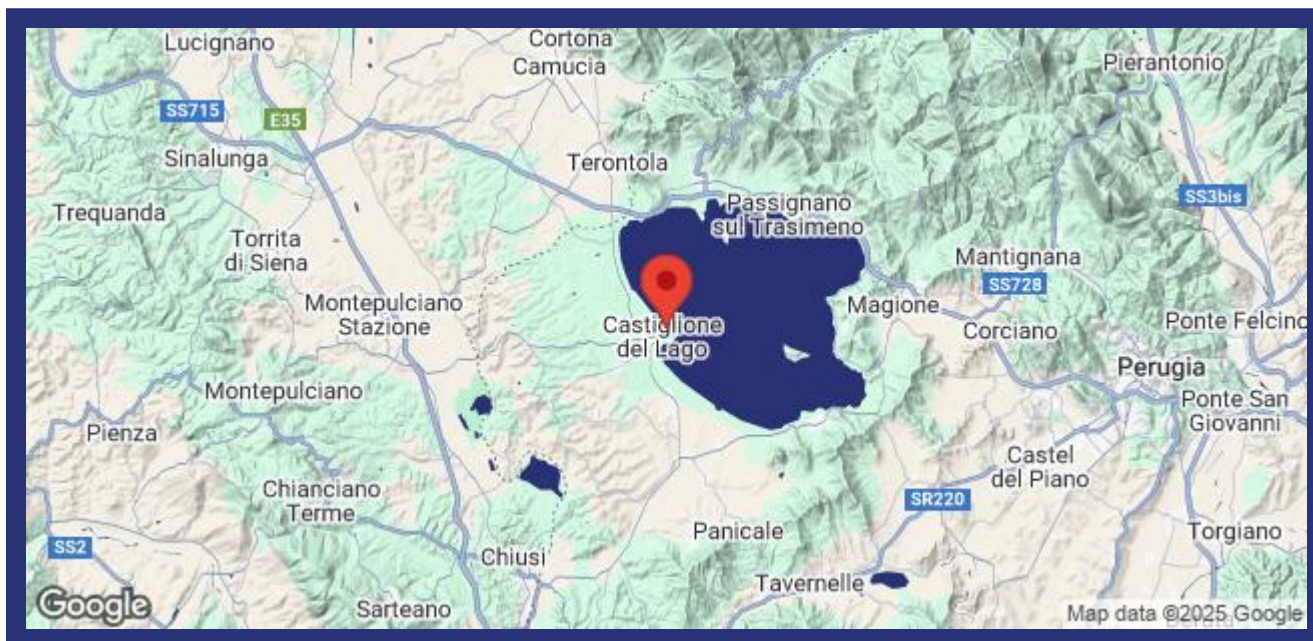 Lucignano
Cortona
Camucia
Pierantonio
SS715
E35
Sinalunga
Terontola
SS3bis
Trequanda
Passignano
sul Trasimeno
Torrita
di Siena
Mantignana
SS728
Montepulciano
Stazione
Magione
Castiglione
del Lago
Corciano
Ponte Felcino
Perugia
Montepulciano
Ponte San
Giovanni
Pienza
Castel
del Piano
Chianciano
Terme
SR220
Panicale
Torgiano
SS2
Chiusi
Tavernelle
Sarteano
Google
Map data ©2025 Google